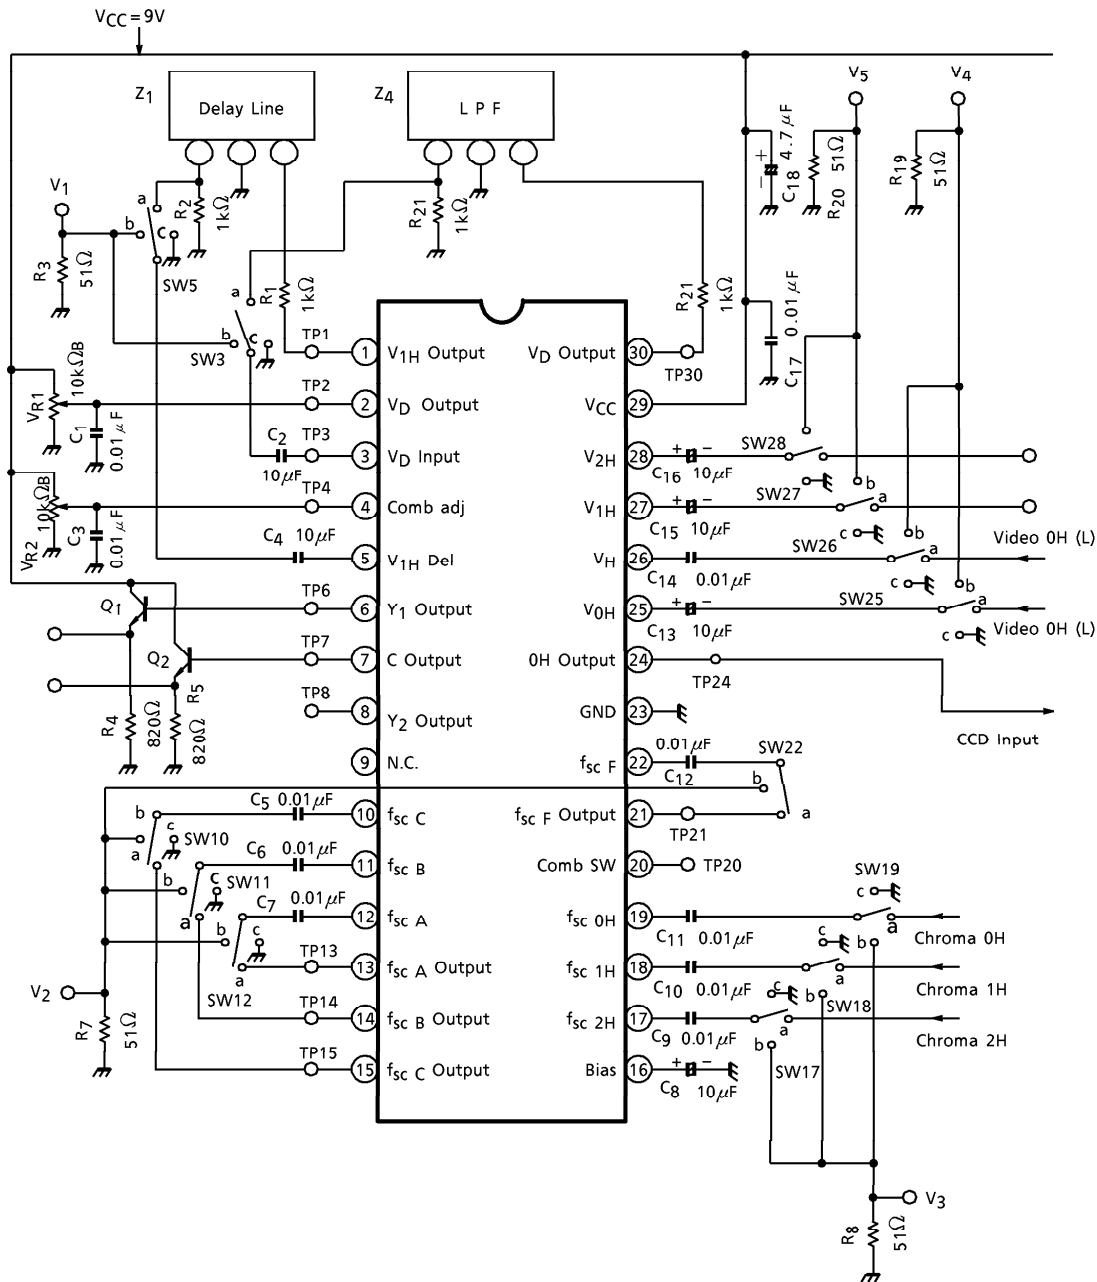 VCC = 9V
Z1
Delay Line
Z4
L P F
V5
V4
4.7 μF
C18
+
−
51Ω
R20
R19
51Ω
V1
a
b
c
R2
1kΩ
R21
1kΩ
R3
51Ω
SW5
a
b
c
SW3
R1
1kΩ
R21
1kΩ
0.01 μF
C17
TP1
1
V1H Output
VD Output
30
TP30
VR1
10kΩB
C1
0.01 μF
TP2
2
VD Output
VCC
29
C2
10μF
TP3
3
VD Input
V2H
28
+
−
C16
10μF
SW28
VR2
10kΩB
C3
0.01 μF
TP4
4
Comb adj
V1H
27
+
−
C15
10μF
SW27
b
a
c
C4
10μF
5
V1H Del
VH
26
C14
0.01μF
SW26
b
a
c
Video 0H (L)
Q1
TP6
6
Y1 Output
V0H
25
+
−
C13
10μF
SW25
b
a
c
Video 0H (L)
Q2
TP7
7
C Output
0H Output
24
TP24
CCD Input
R4
820Ω
R5
820Ω
TP8
8
Y2 Output
GND
23
9
N.C.
fsc F
22
0.01μF
C12
SW22
b
a
C5
0.01μF
10
fsc C
fsc F Output
21
TP21
b
a
c
SW10
C6
0.01μF
11
fsc B
Comb SW
20
TP20
b
a
c
SW11
C7
0.01μF
12
fsc A
fsc 0H
19
C11
0.01μF
SW19
c
a
b
Chroma 0H
b
a
c
SW12
TP13
13
fsc A Output
fsc 1H
18
C10
0.01μF
c
a
b
SW18
Chroma 1H
V2
R7
51Ω
TP14
14
fsc B Output
fsc 2H
17
C9
0.01μF
c
a
b
SW17
Chroma 2H
TP15
15
fsc C Output
Bias
16
+
−
C8
10μF
V3
R8
51Ω